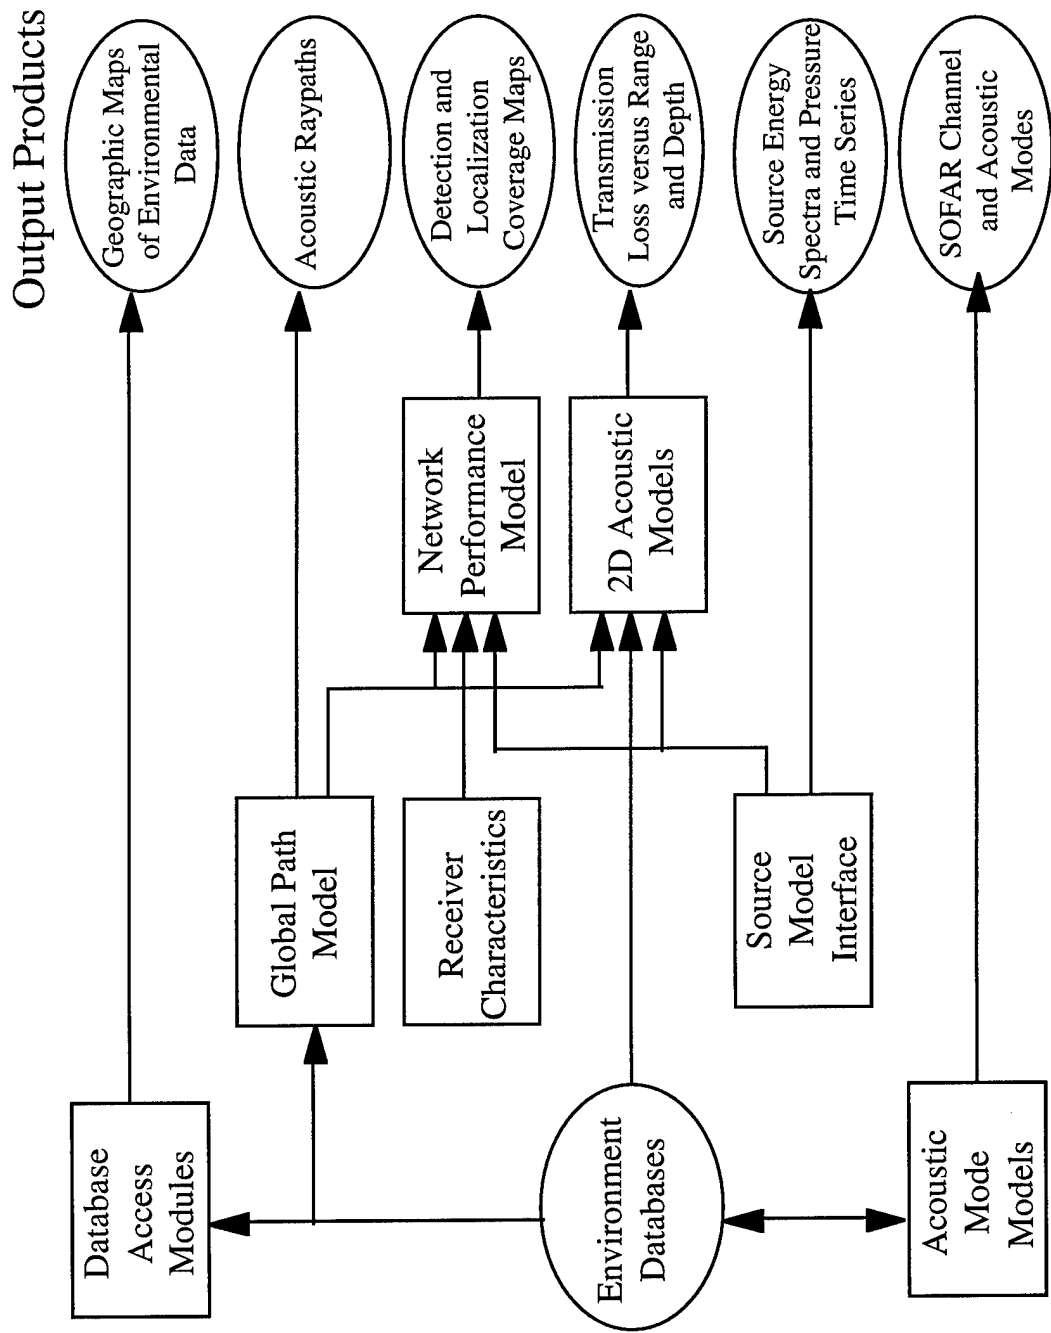 Output Products
Geographic Maps
of Environmental
Data
Acoustic Raypaths
Detection and
Localization
Coverage Maps
Transmission
Loss versus Range
and Depth
Source Energy
Spectra and Pressure
Time Series
SOFAR Channel
and Acoustic
Modes
Network
Performance
Model
2D Acoustic
Models
Global Path
Model
Receiver
Characteristics
Source
Model
Interface
Database
Access
Modules
Environment
Databases
Acoustic
Mode
Models